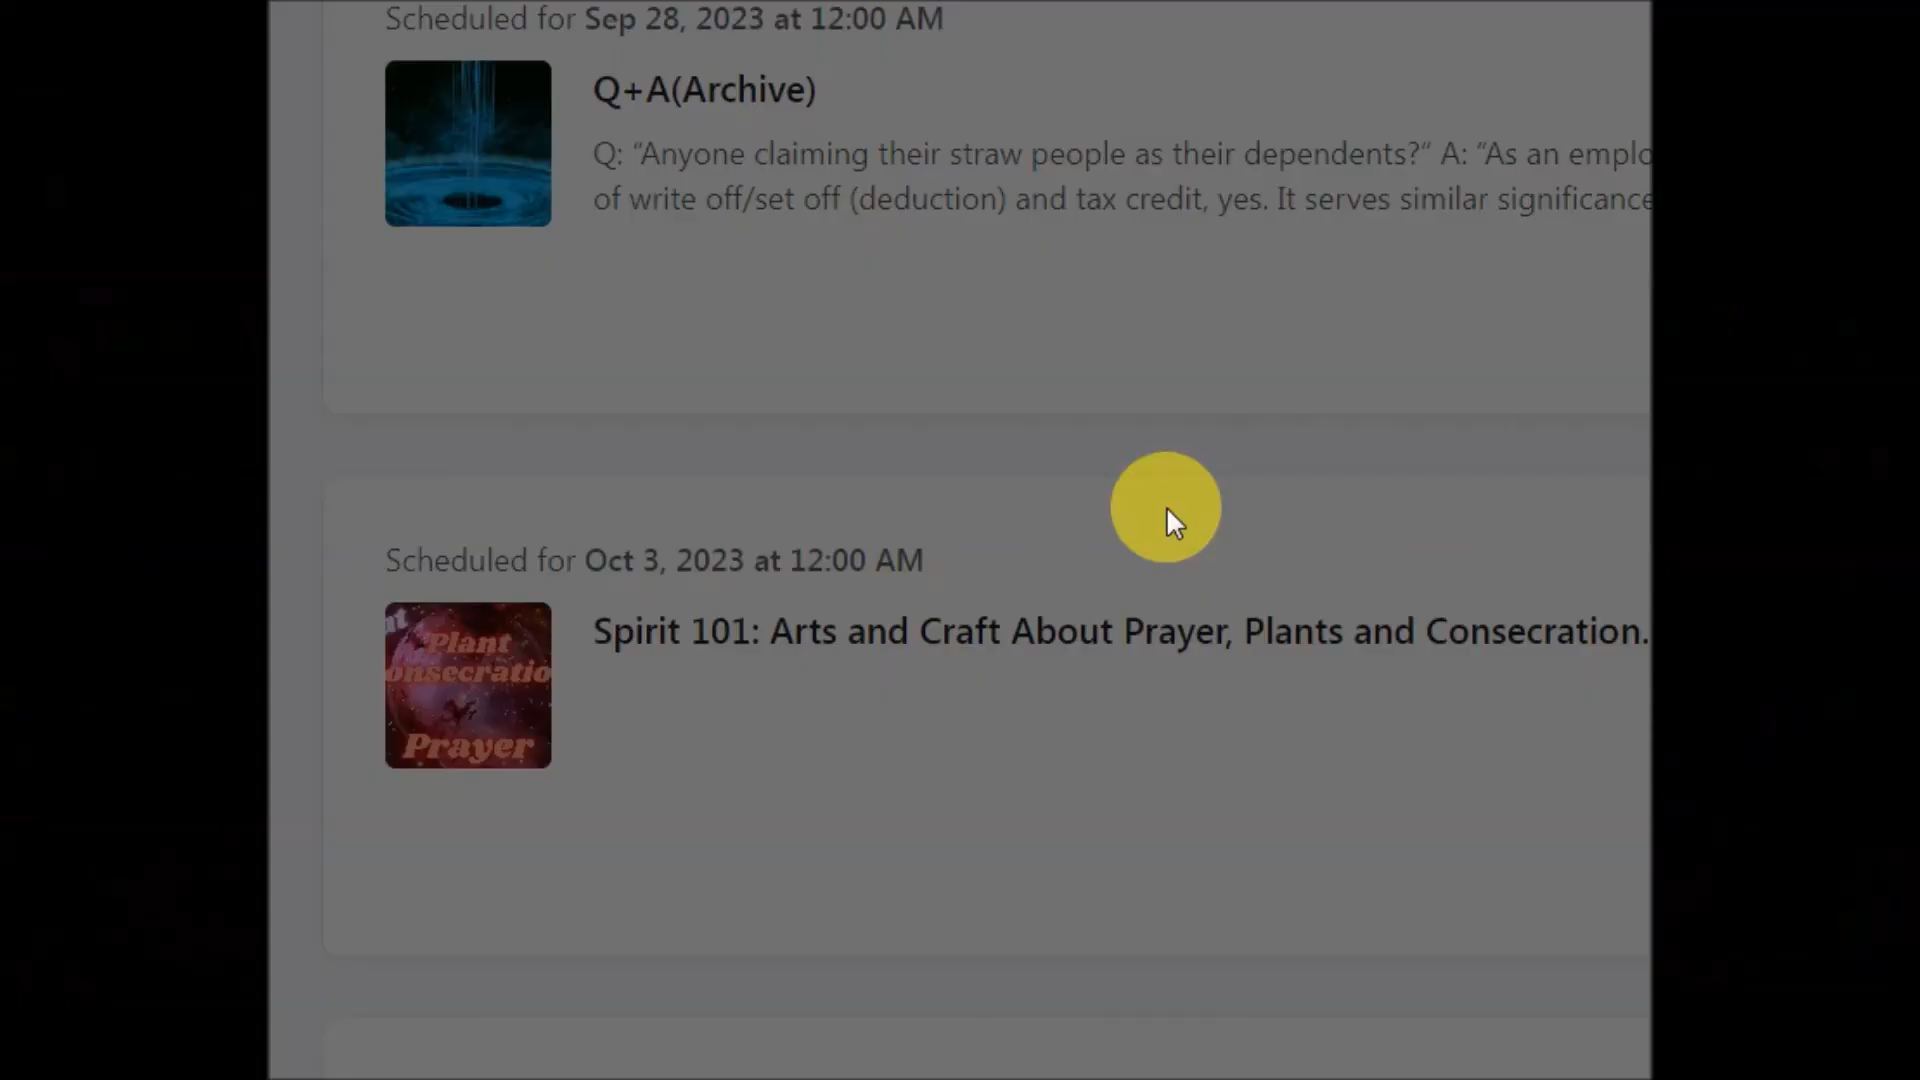 Scheduled for Sep 28, 2023 at 12:00 AM
Q+A(Archive)
Q: “Anyone claiming their straw people as their dependents?” A: “As an emplo
of write off/set off (deduction) and tax credit, yes. It serves similar significance
Scheduled for Oct 3, 2023 at 12:00 AM
Spirit 101: Arts and Craft About Prayer, Plants and Consecration.
nt
Plant
onsecratio
Prayer